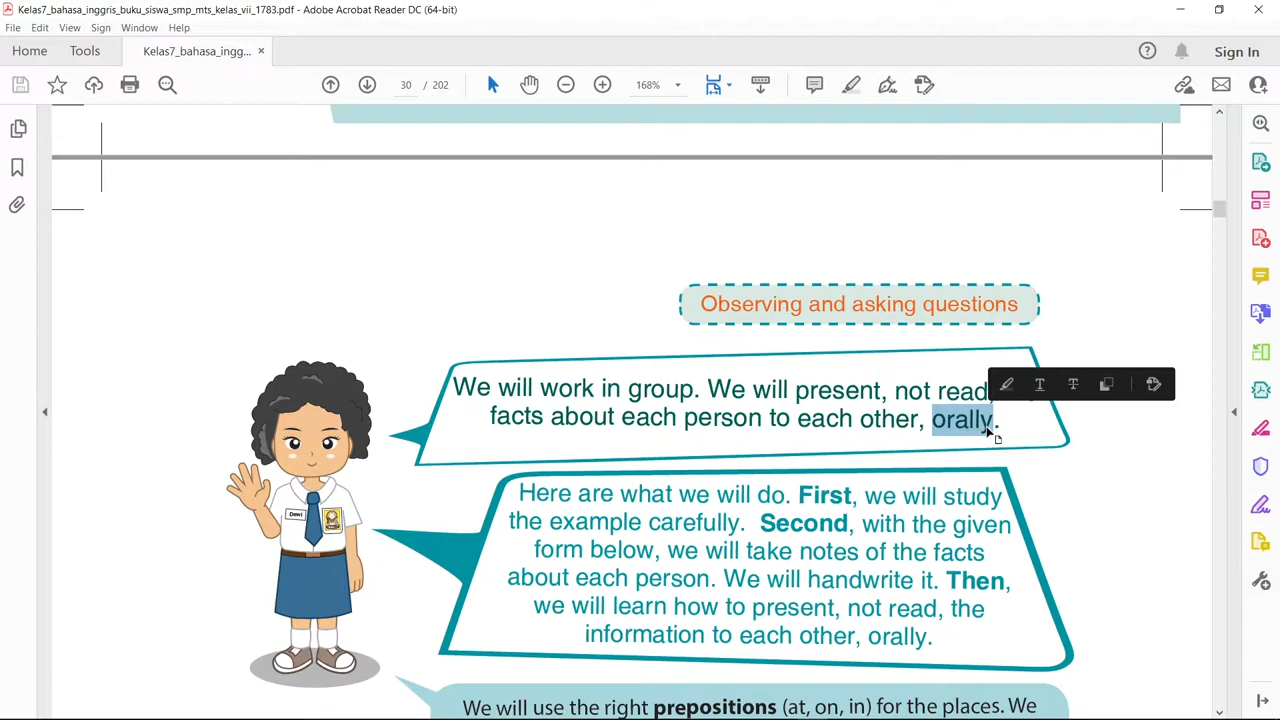 Kelas7_bahasa_inggris_buku_siswa_smp_mts_kelas_vii_1783.pdf - Adobe Acrobat Reader DC (64-bit)
File Edit View Sign Window Help
Home Tools Kelas7_bahasa_ingg... ×
Sign In
30 / 202
168%
Observing and asking questions
We will work in group. We will present, not read,
facts about each person to each other, orally.
Here are what we will do. First, we will study
the example carefully. Second, with the given
form below, we will take notes of the facts
about each person. We will handwrite it. Then,
we will learn how to present, not read, the
information to each other, orally.
Dewi
We will use the right prepositions (at, on, in) for the places. We